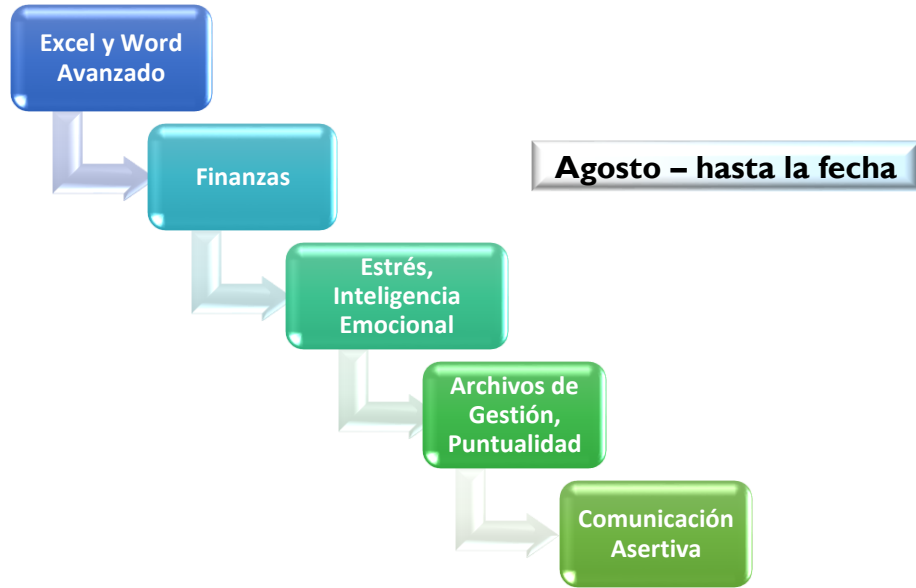 Excel y Word
Avanzado
Finanzas
Agosto – hasta la fecha
Estrés,
Inteligencia
Emocional
Archivos de
Gestión,
Puntualidad
Comunicación
Asertiva